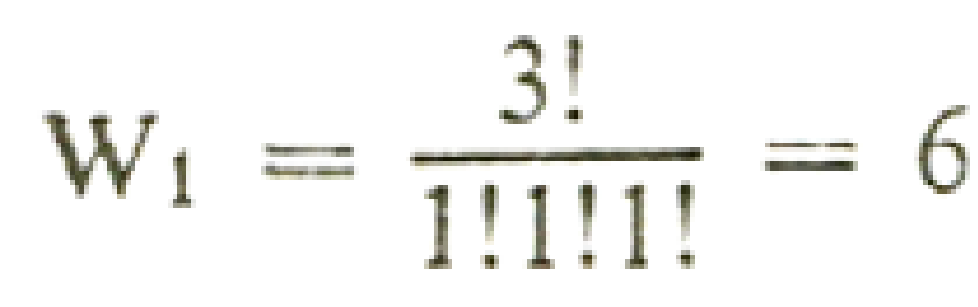 W₁ = 3! / 1!1!1! = 6